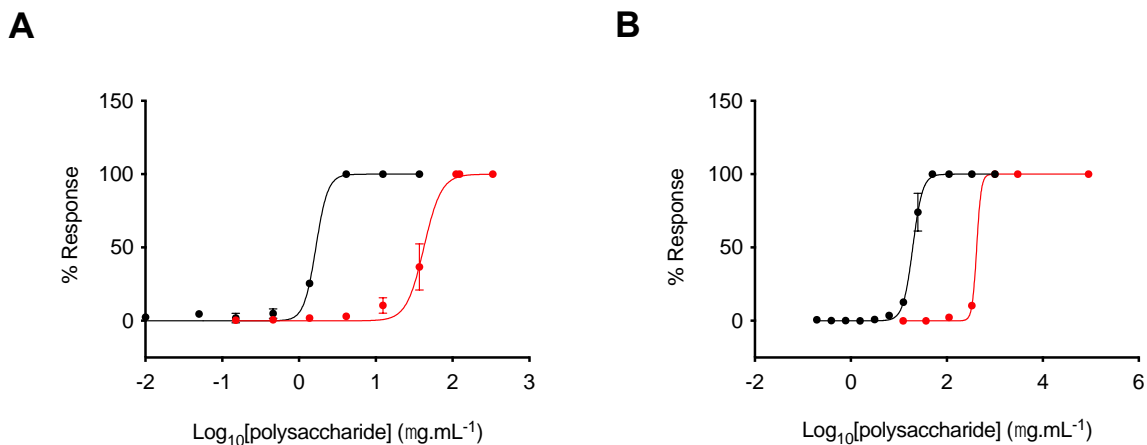 A
B
150
100
50
0
% Response
-2 -1 0 1 2 3
Log₁₀[polysaccharide] (mg.mL⁻¹)
150
100
50
0
% Response
-2 0 2 4 6
Log₁₀[polysaccharide] (mg.mL⁻¹)